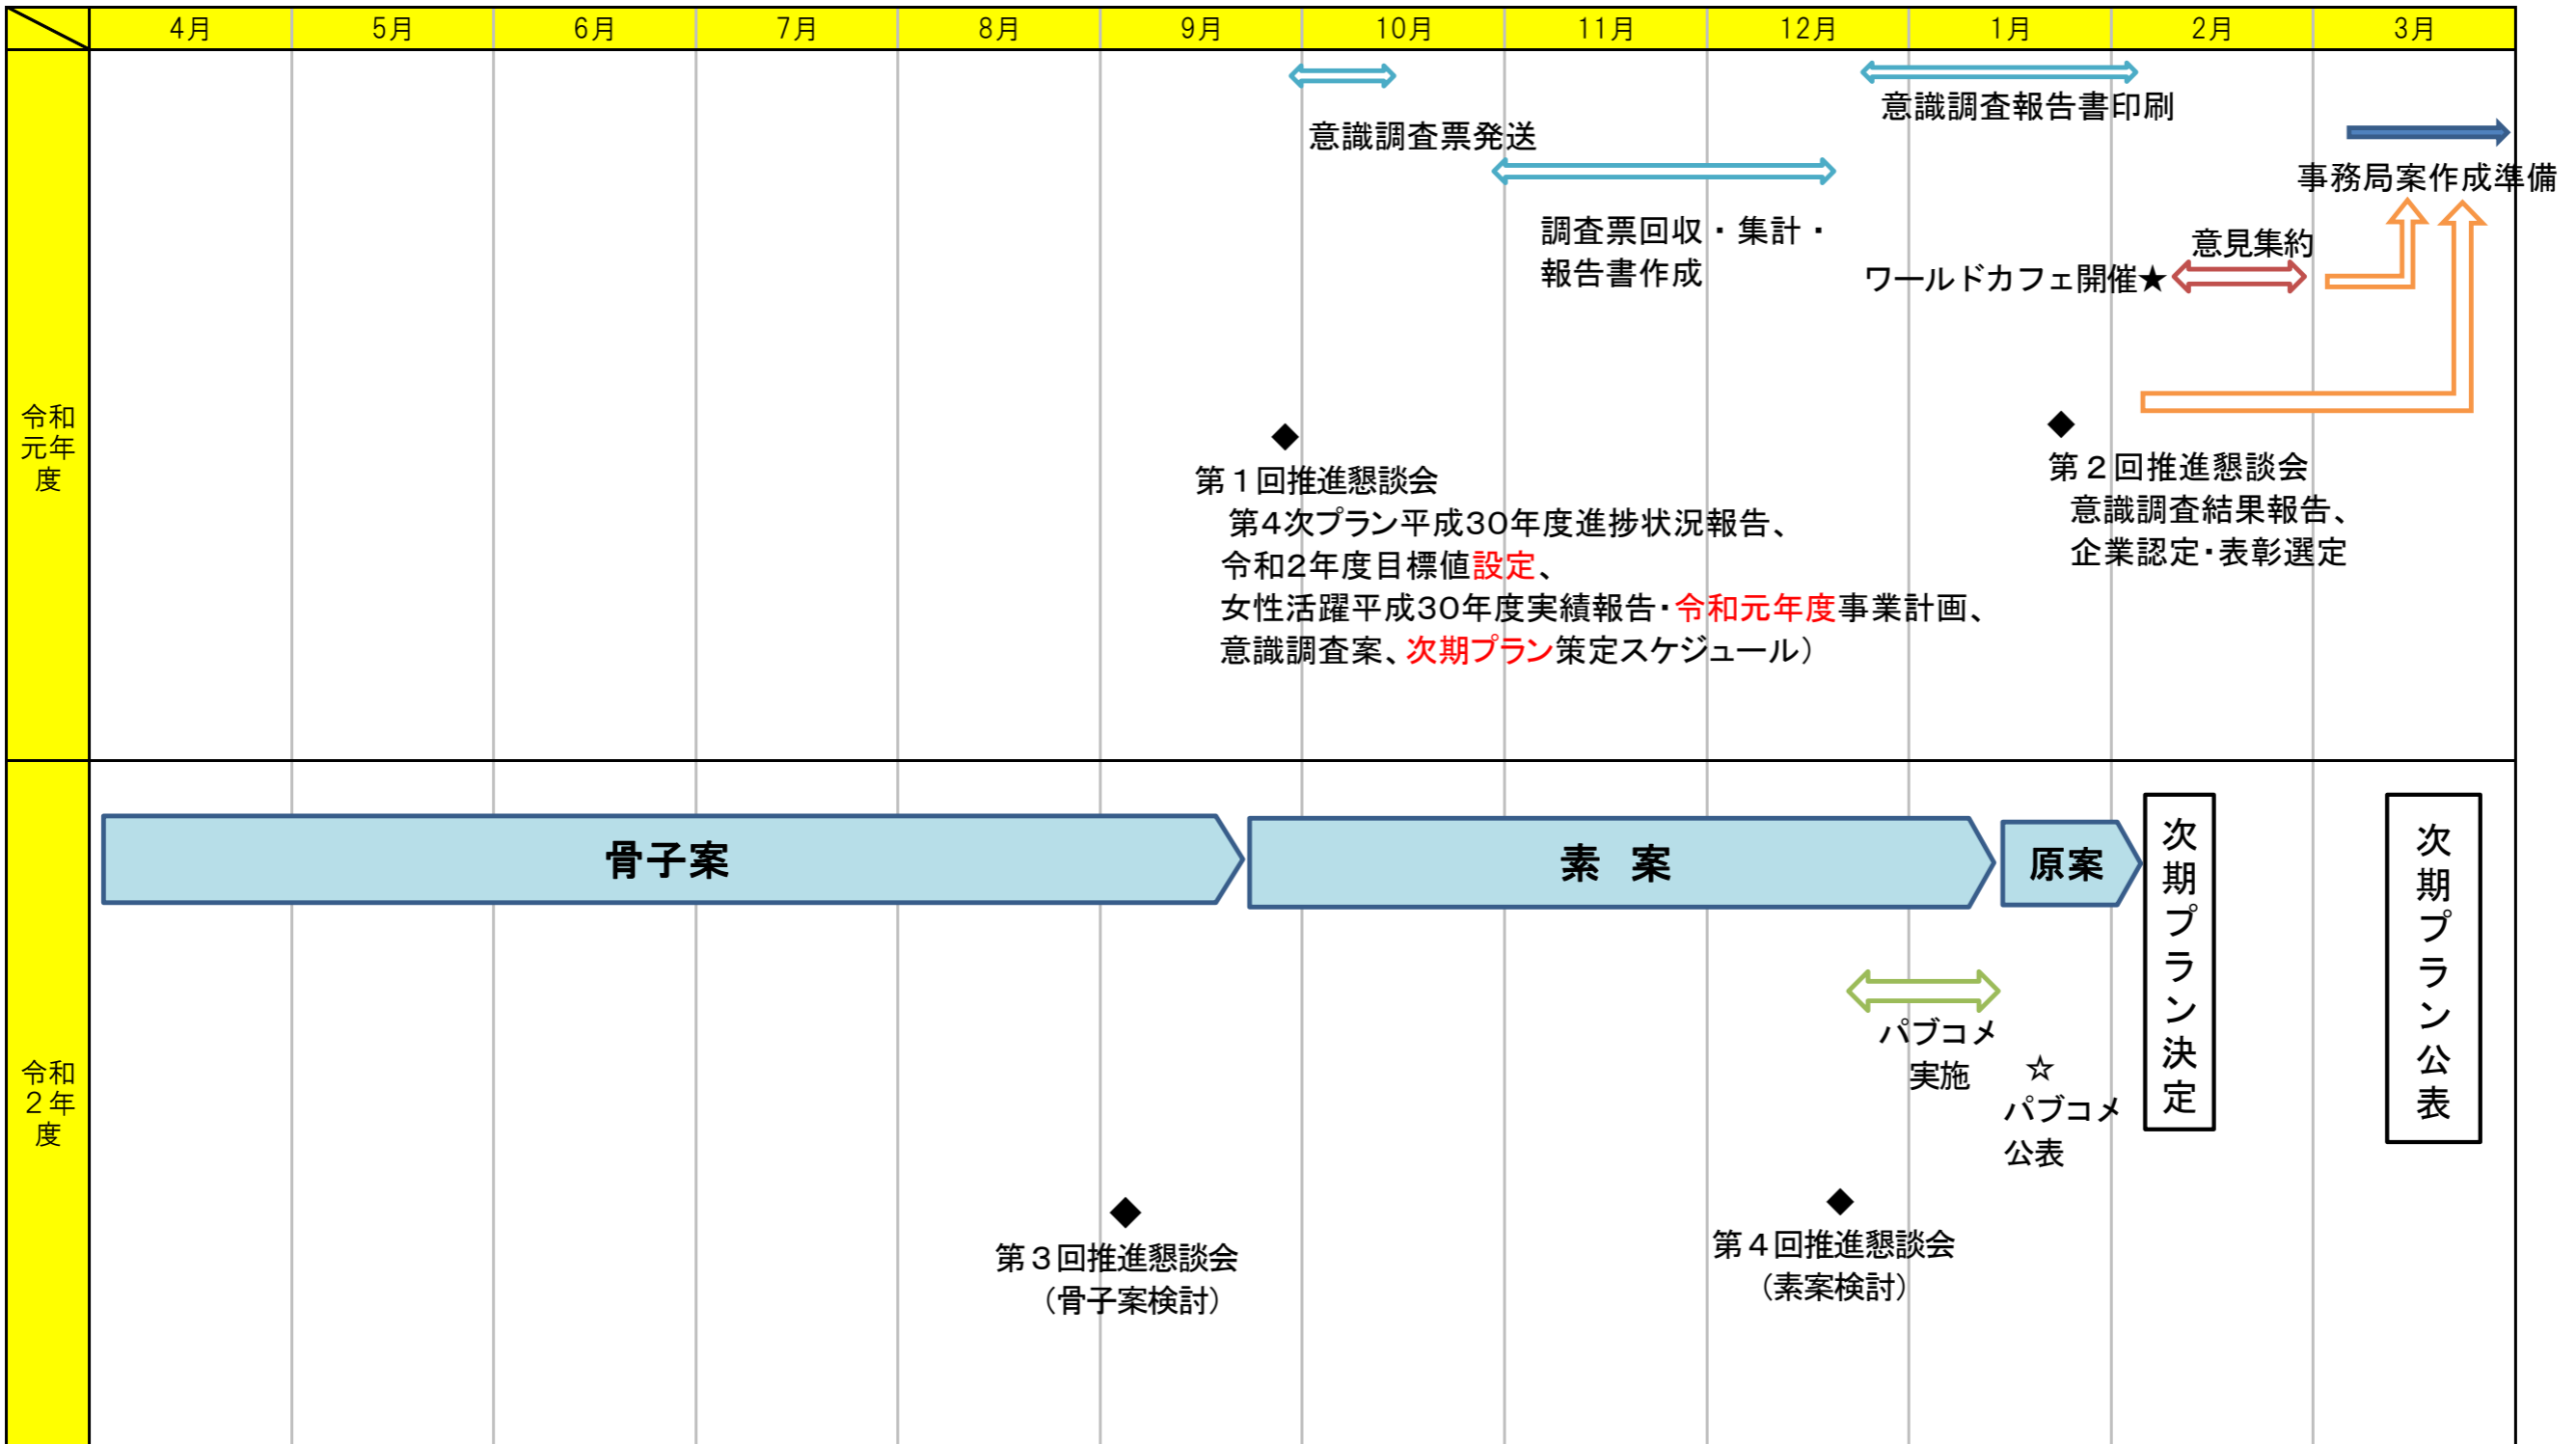 4月 5月 6月 7月 8月 9月 10月 11月 12月 1月 2月 3月
令和
元年
度
意識調査票発送
意識調査報告書印刷
調査票回収・集計・
報告書作成
事務局案作成準備
意見集約
ワールドカフェ開催★
◆
第1回推進懇談会
第4次プラン平成30年度進捗状況報告、
令和2年度目標値設定、
女性活躍平成30年度実績報告・令和元年度事業計画、
意識調査案、次期プラン策定スケジュール）
◆
第２回推進懇談会
意識調査結果報告、
企業認定・表彰選定
令和
２年
度
骨子案
素　案
原案
次期プラン決定
次期プラン公表
パブコメ
実施
☆
パブコメ
公表
◆
第３回推進懇談会
（骨子案検討）
◆
第４回推進懇談会
（素案検討）